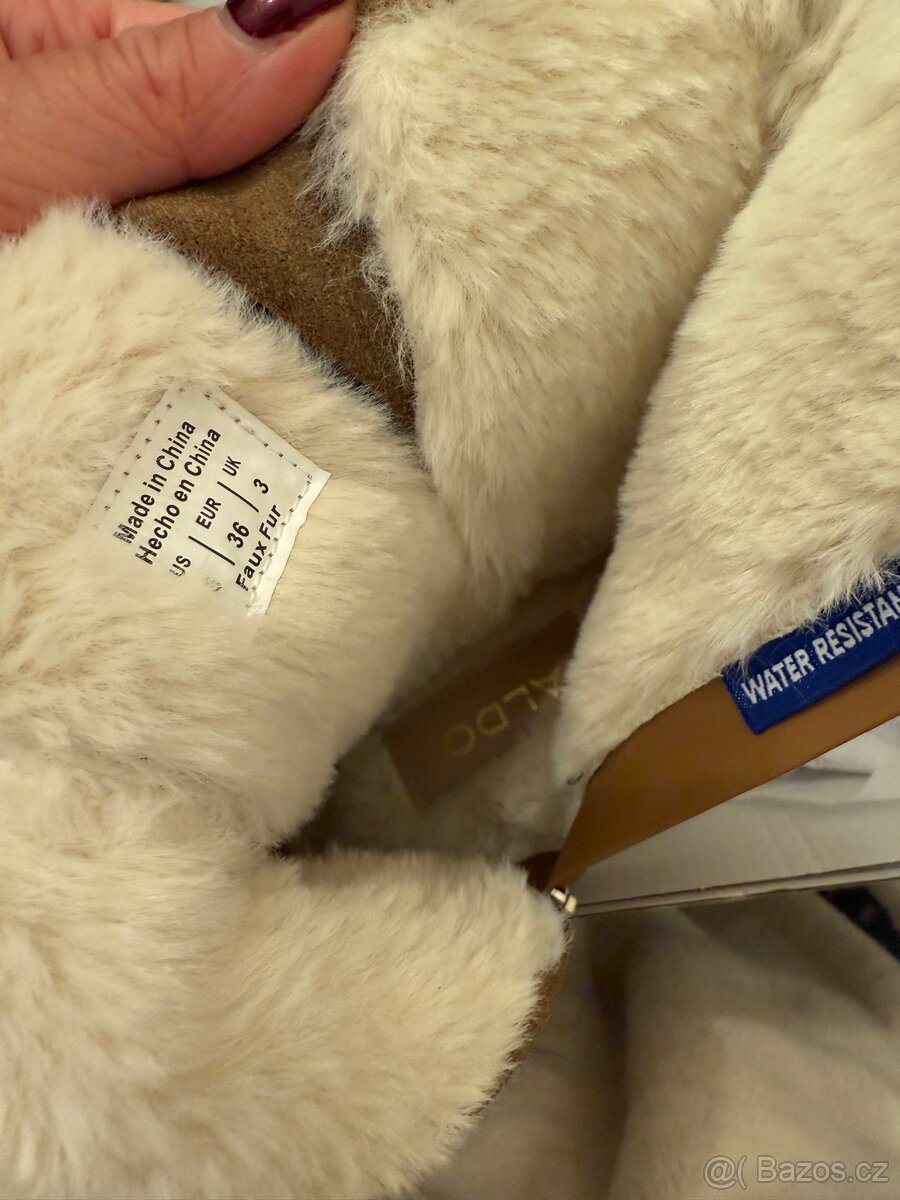 Made in China
Hecho en China
US | EUR | UK
| 36 | 3
Faux Fur
ALDO
WATER RESISTAN
@( Bazos.cz